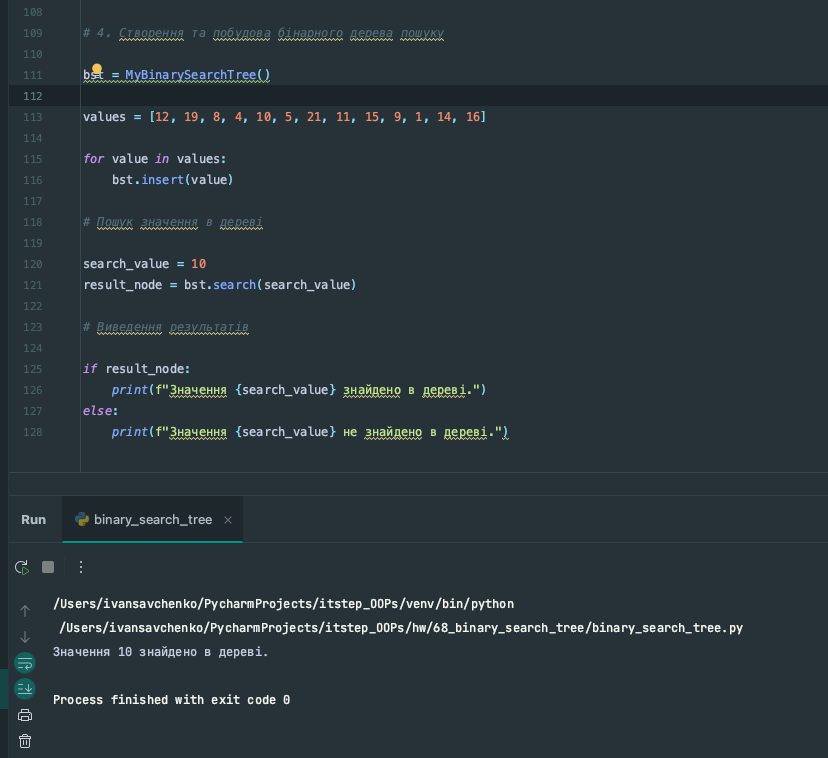 108
109 # 4. Створення та побудова бінарного дерева пошуку
110
111 bst = MyBinarySearchTree()
112
113 values = [12, 19, 8, 4, 10, 5, 21, 11, 15, 9, 1, 14, 16]
114
115 for value in values:
116 bst.insert(value)
117
118 # Пошук значення в дереві
119
120 search_value = 10
121 result_node = bst.search(search_value)
122
123 # Виведення результатів
124
125 if result_node:
126 print(f"Значення {search_value} знайдено в дереві.")
127 else:
128 print(f"Значення {search_value} не знайдено в дереві.")
Run binary_search_tree
/Users/ivansavchenko/PycharmProjects/itstep_OOPs/venv/bin/python
/Users/ivansavchenko/PycharmProjects/itstep_OOPs/hw/68_binary_search_tree/binary_search_tree.py
Значення 10 знайдено в дереві.
Process finished with exit code 0